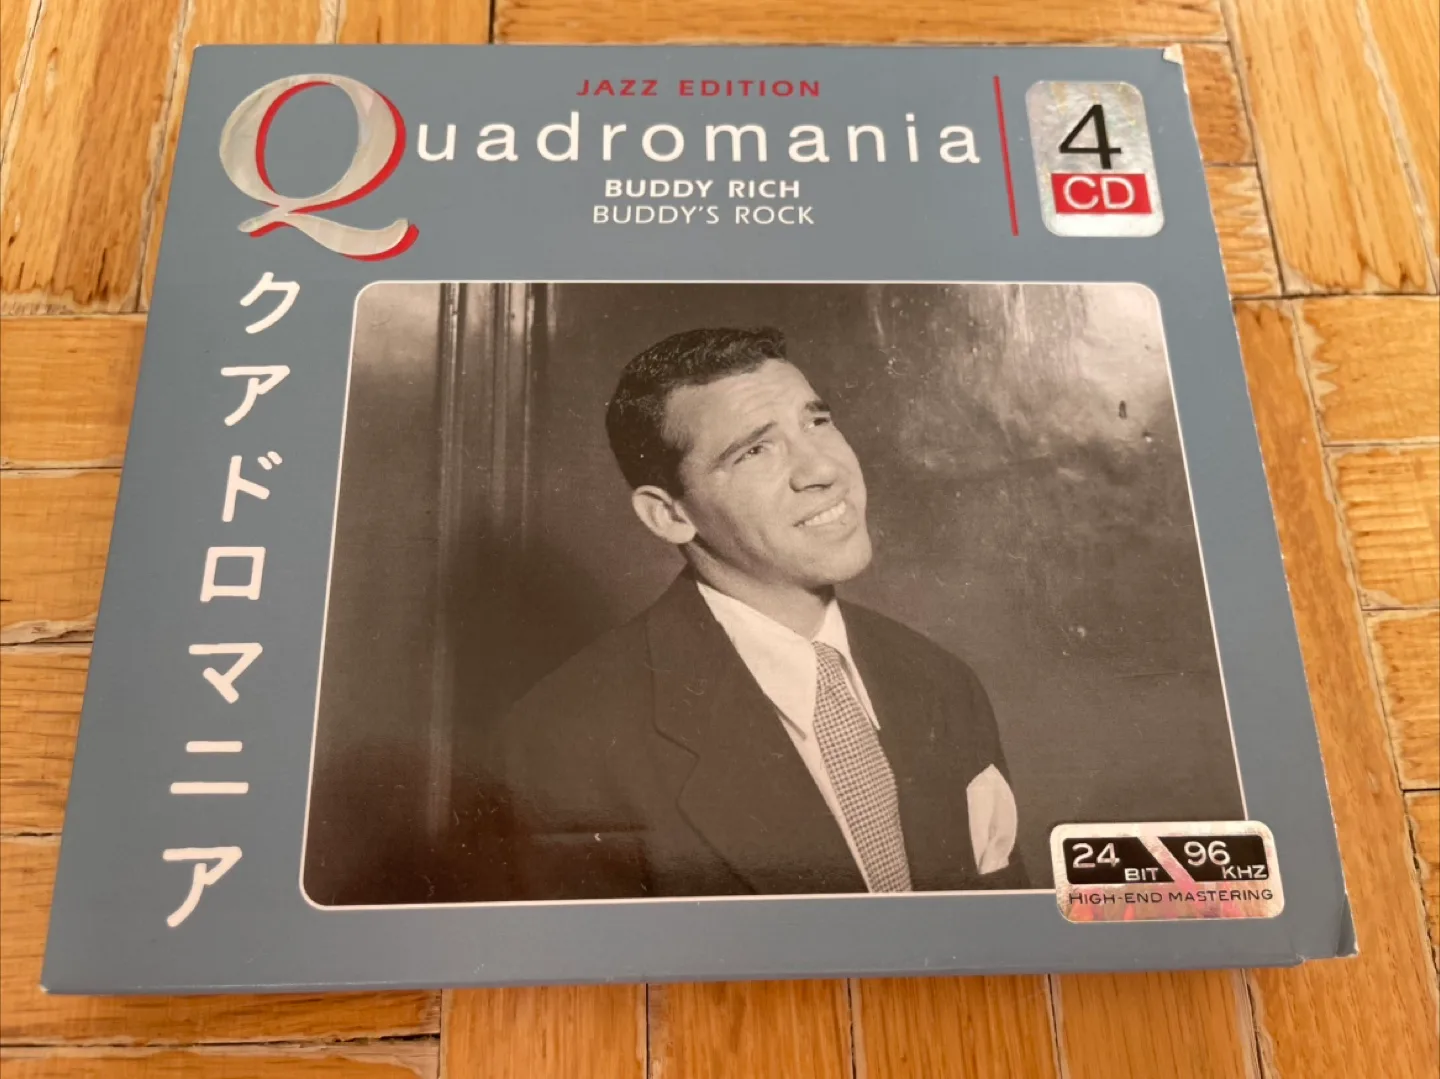 JAZZ EDITION
Quadromania
BUDDY RICH
BUDDY'S ROCK
4
CD
クアドロマニア
24 BIT 96 KHZ
HIGH-END MASTERING